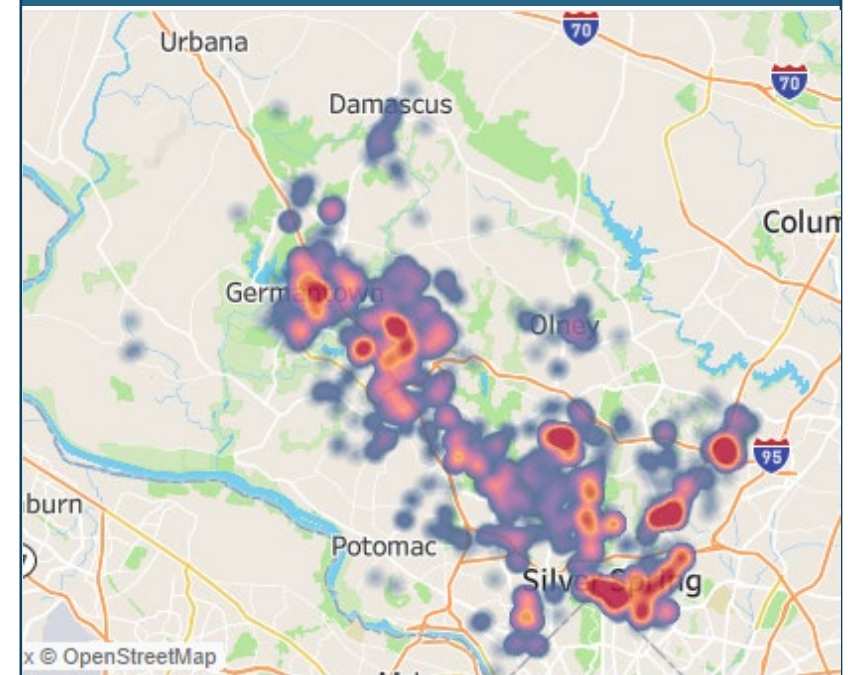 70
Urbana
70
Damascus
Colum
Germantown
Olney
95
burn
Potomac
Silver Spring
x © OpenStreetMap